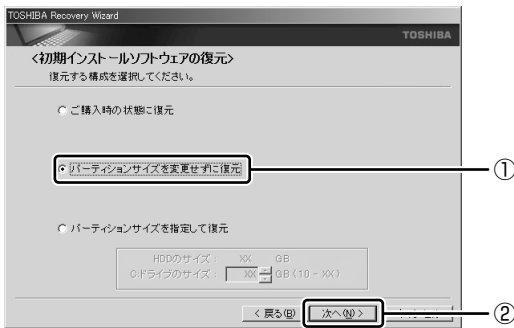 TOSHIBA Recovery Wizard
TOSHIBA
<初期インストールソフトウェアの復元>
復元する構成を選択してください。
ご購入時の状態に復元
パーティションサイズを変更せずに復元
①
パーティションサイズを指定して復元
HDDのサイズ： XX GB
C:ドライブのサイズ： XX GB (10 - XX)
< 戻る(B) 次へ(N) >
②